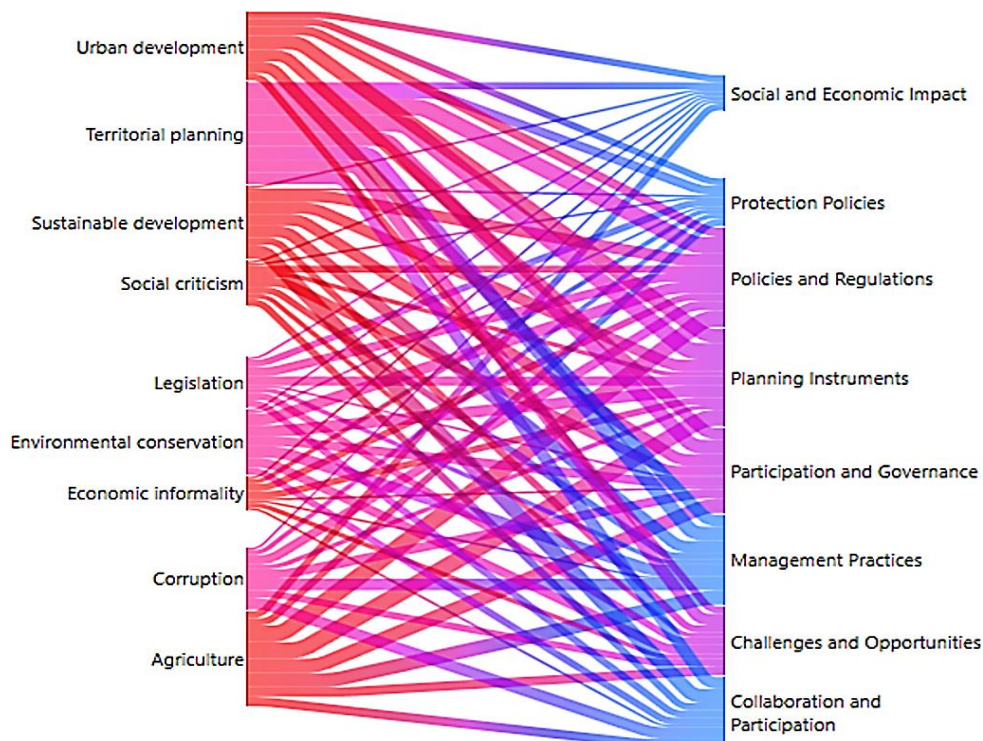 Urban development
Territorial planning
Sustainable development
Social criticism
Legislation
Environmental conservation
Economic informality
Corruption
Agriculture
Social and Economic Impact
Protection Policies
Policies and Regulations
Planning Instruments
Participation and Governance
Management Practices
Challenges and Opportunities
Collaboration and
Participation